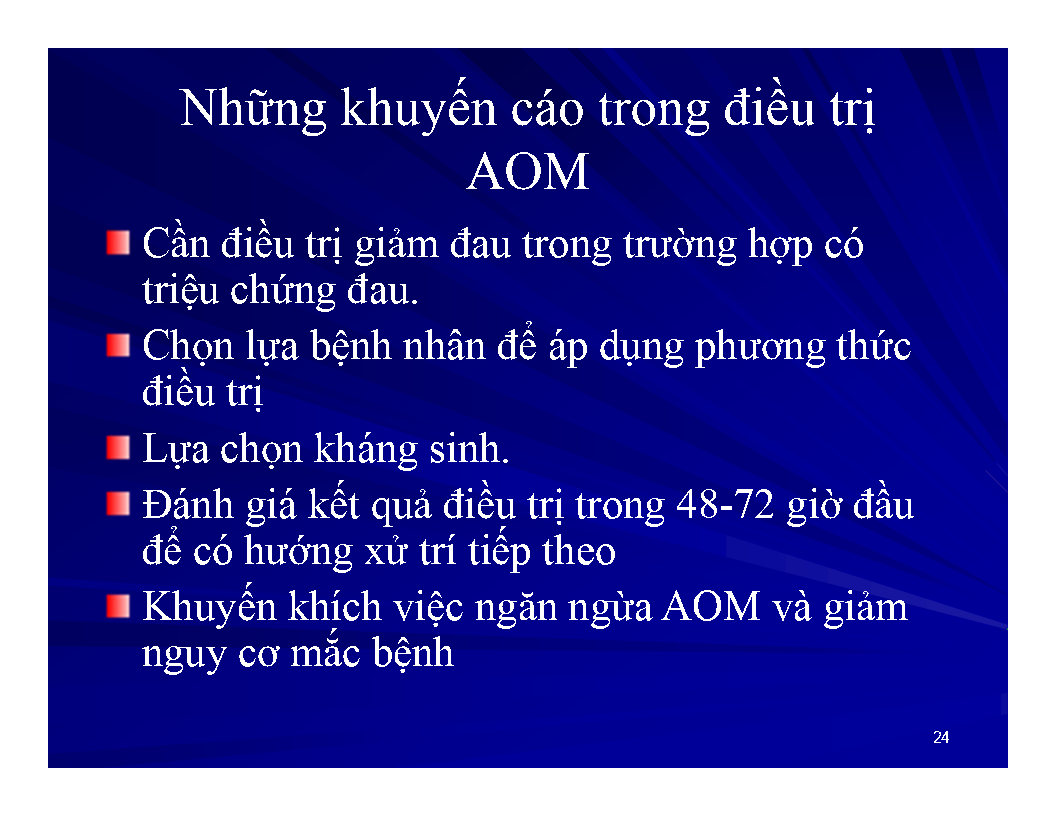 Những khuyến cáo trong điều trị
AOM
Cần điều trị giảm đau trong trường hợp có
triệu chứng đau.
Chọn lựa bệnh nhân để áp dụng phương thức
điều trị
Lựa chọn kháng sinh.
Đánh giá kết quả điều trị trong 48-72 giờ đầu
để có hướng xử trí tiếp theo
Khuyến khích việc ngăn ngừa AOM và giảm
nguy cơ mắc bệnh
24